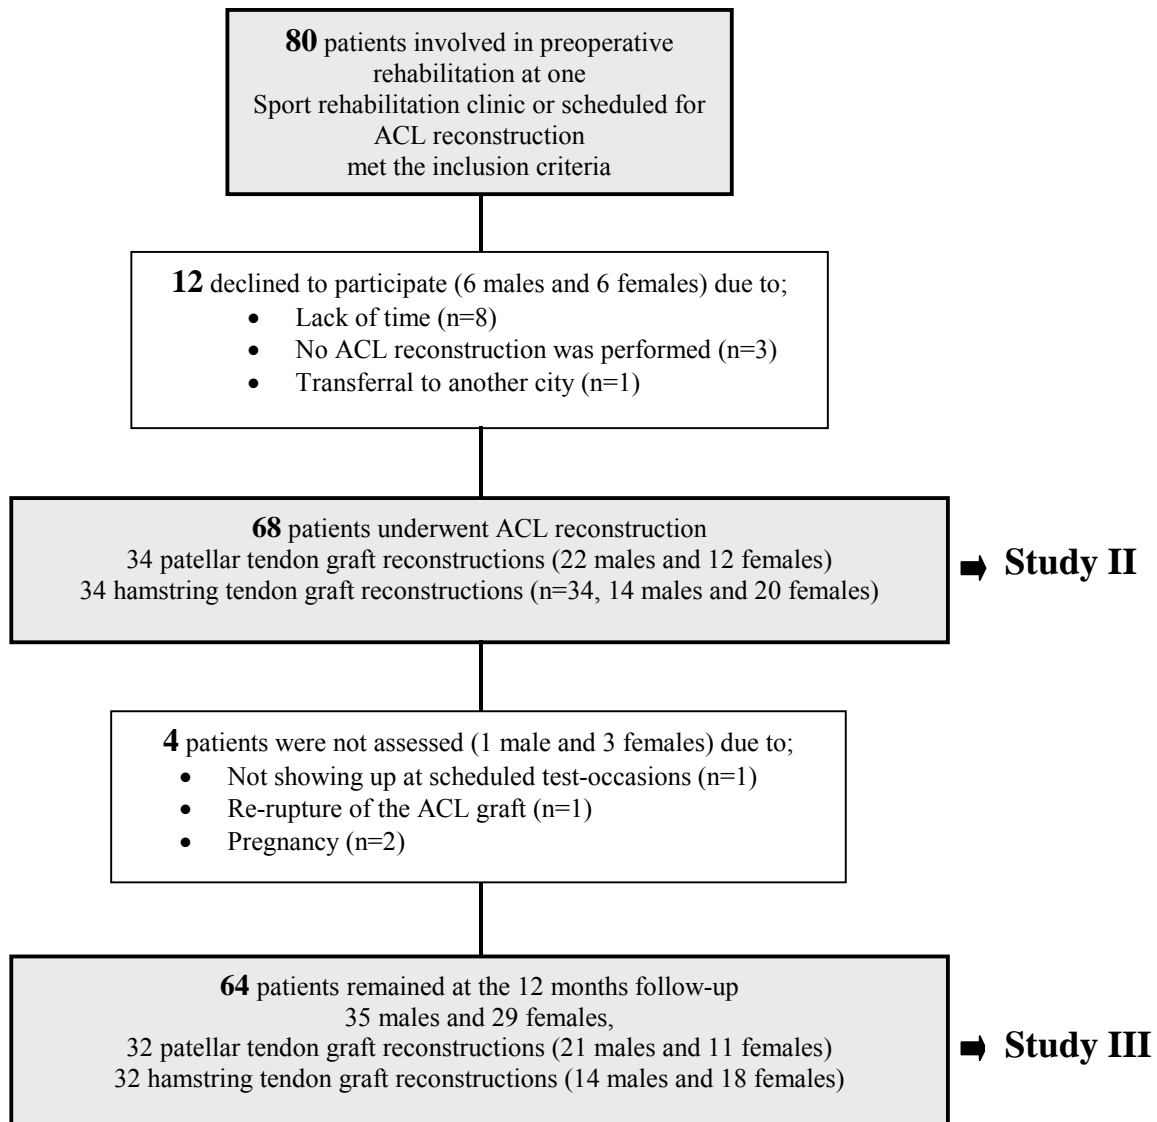 80 patients involved in preoperative
rehabilitation at one
Sport rehabilitation clinic or scheduled for
ACL reconstruction
met the inclusion criteria
12 declined to participate (6 males and 6 females) due to;
• Lack of time (n=8)
• No ACL reconstruction was performed (n=3)
• Transferral to another city (n=1)
68 patients underwent ACL reconstruction
34 patellar tendon graft reconstructions (22 males and 12 females)
34 hamstring tendon graft reconstructions (n=34, 14 males and 20 females)
Study II
4 patients were not assessed (1 male and 3 females) due to;
• Not showing up at scheduled test-occasions (n=1)
• Re-rupture of the ACL graft (n=1)
• Pregnancy (n=2)
64 patients remained at the 12 months follow-up
35 males and 29 females,
32 patellar tendon graft reconstructions (21 males and 11 females)
32 hamstring tendon graft reconstructions (14 males and 18 females)
Study III